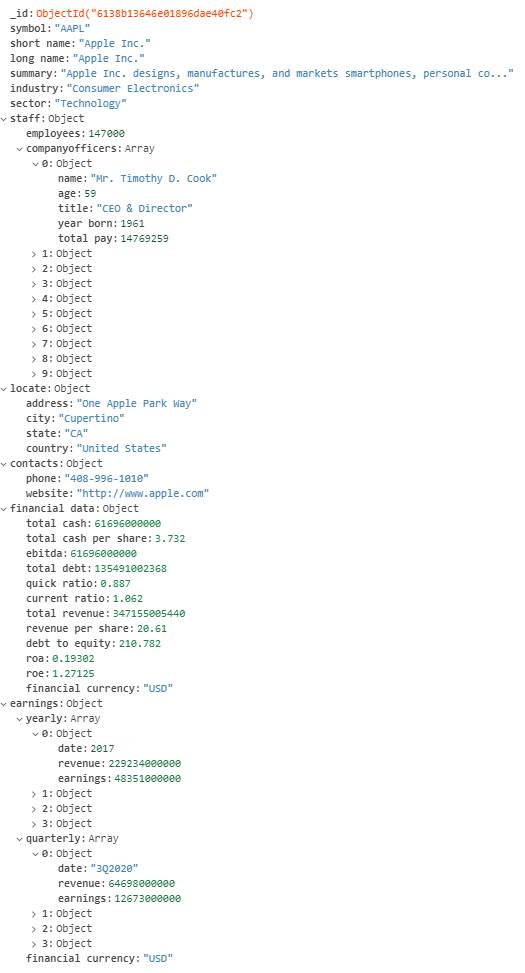 _id:ObjectId("6138b13646e01896dae40fc2")
symbol:"AAPL"
short name:"Apple Inc."
long name:"Apple Inc."
summary:"Apple Inc. designs, manufactures, and markets smartphones, personal co..."
industry:"Consumer Electronics"
sector:"Technology"
staff:Object
employees:147000
companyofficers:Array
0:Object
name:"Mr. Timothy D. Cook"
age:59
title:"CEO & Director"
year born:1961
total pay:14769259
1:Object
2:Object
3:Object
4:Object
5:Object
6:Object
7:Object
8:Object
9:Object
locate:Object
address:"One Apple Park Way"
city:"Cupertino"
state:"CA"
country:"United States"
contacts:Object
phone:"408-996-1010"
website:"http://www.apple.com"
financial data:Object
total cash:61696000000
total cash per share:3.732
ebitda:61696000000
total debt:135491002368
quick ratio:0.887
current ratio:1.062
total revenue:347155005440
revenue per share:20.61
debt to equity:210.782
roa:0.19302
roe:1.27125
financial currency:"USD"
earnings:Object
yearly:Array
0:Object
date:2017
revenue:229234000000
earnings:48351000000
1:Object
2:Object
3:Object
quarterly:Array
0:Object
date:"3Q2020"
revenue:64698000000
earnings:12673000000
1:Object
2:Object
3:Object
financial currency:"USD"